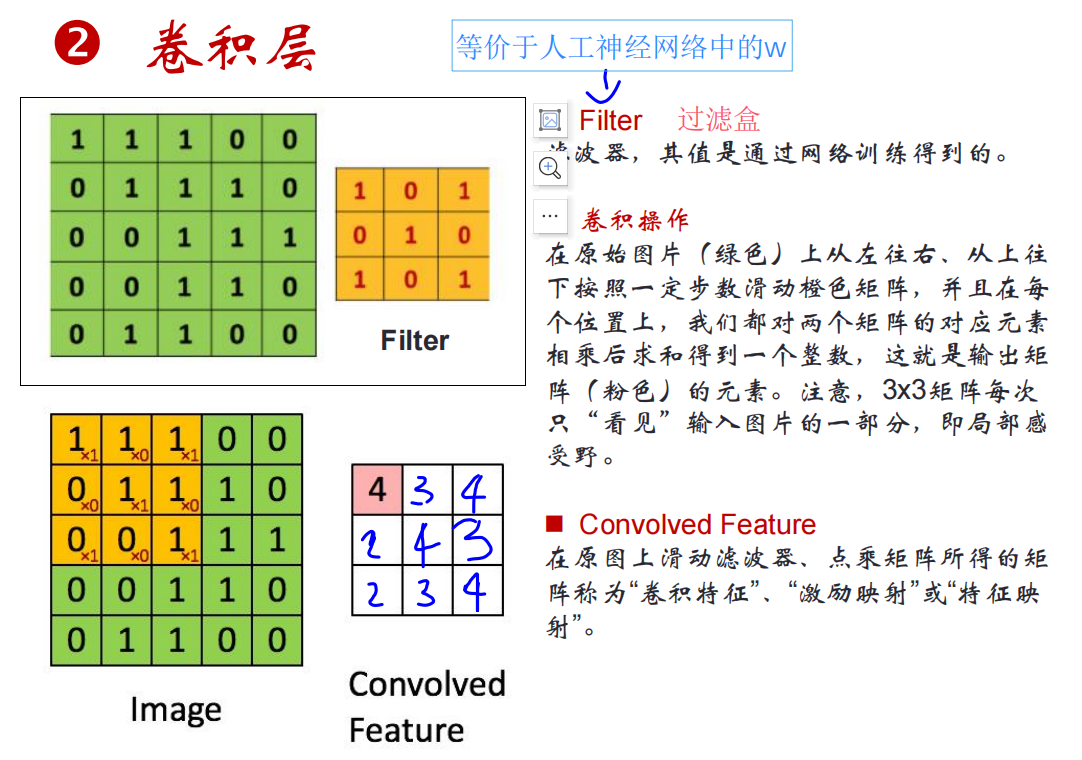 ❷ 卷积层
等价于人工神经网络中的w
1 1 1 0 0
0 1 1 1 0
0 0 1 1 1
0 0 1 1 0
0 1 1 0 0
1 0 1
0 1 0
1 0 1
Filter
Filter 过滤盒
滤波器，其值是通过网络训练得到的。
...
卷积操作
在原始图片（绿色）上从左往右、从上往
下按照一定步数滑动橙色矩阵，并且在每
个位置上，我们都对两个矩阵的对应元素
相乘后求和得到一个整数，这就是输出矩
阵（粉色）的元素。注意，3x3矩阵每次
只“看见”输入图片的一部分，即局部感
受野。
1×1 1×0 1×1 0 0
0×0 1×1 1×0 1 0
0×1 0×0 1×1 1 1
0 0 1 1 0
0 1 1 0 0
Image
4 3 4
2 4 3
2 3 4
Convolved
Feature
■ Convolved Feature
在原图上滑动滤波器、点乘矩阵所得的矩
阵称为“卷积特征”、“激励映射”或“特征映
射”。